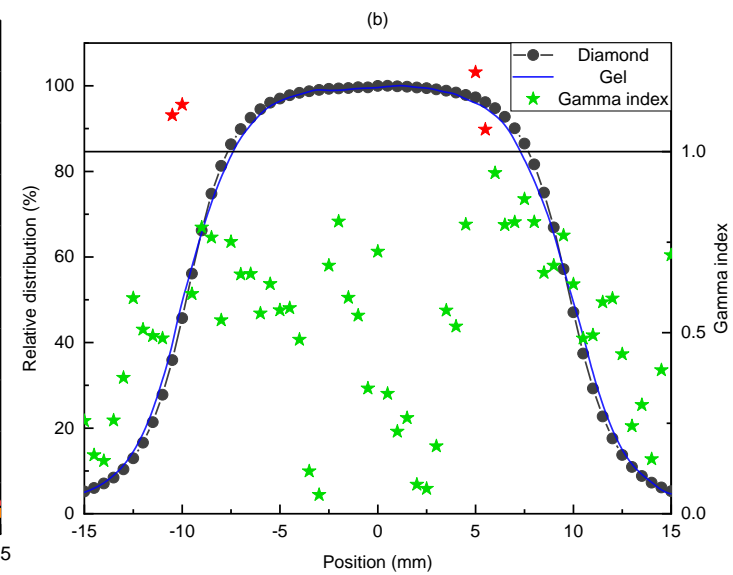 (b)
Diamond
Gel
Gamma index
100
80
60
40
20
0
Relative distribution (%)
1.0
0.5
0.0
Gamma index
-15
-10
-5
0
5
10
15
Position (mm)
5